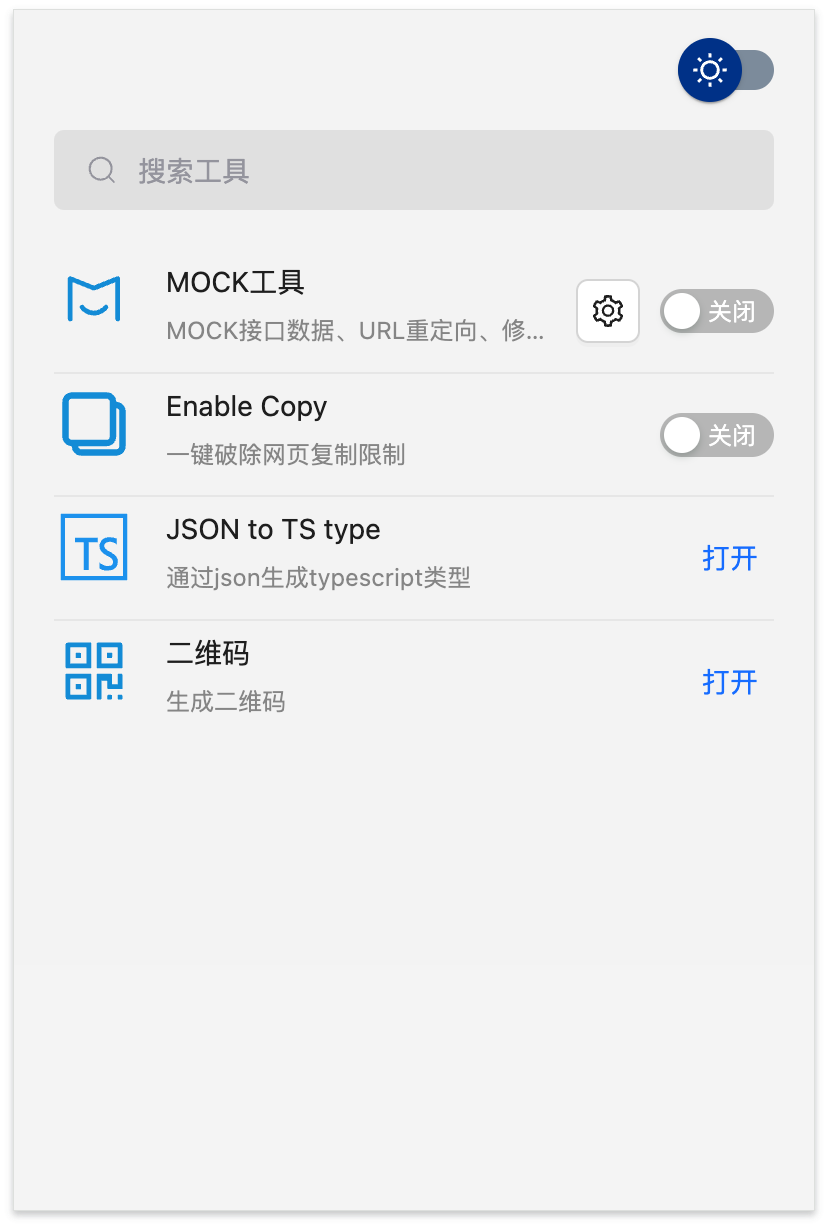 搜索工具
MOCK工具
MOCK接口数据、URL重定向、修...
关闭
Enable Copy
一键破除网页复制限制
关闭
TS
JSON to TS type
通过json生成typescript类型
打开
二维码
生成二维码
打开